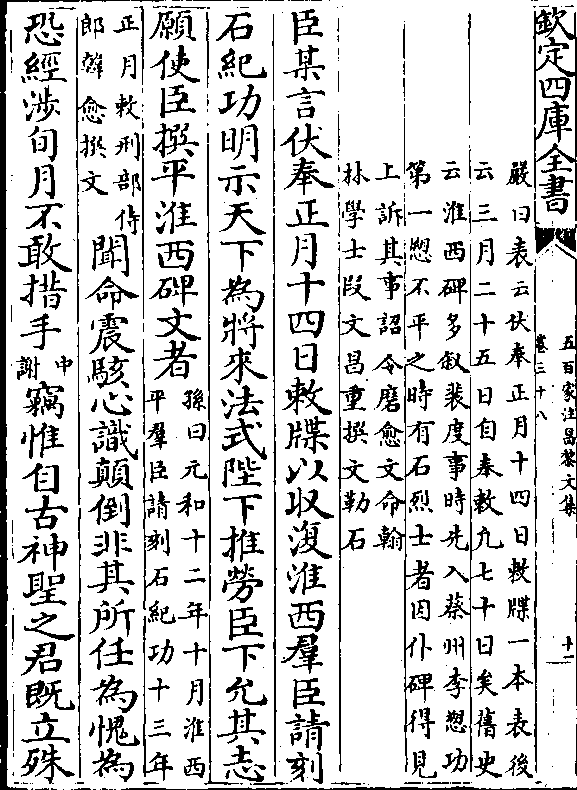 欽定四庫全書
五百家注昌黎文集
卷三十八
十一
嚴曰表云伏奉正月十四日敕牒一本表後
云三月二十五日自奉敕凡七十日矣舊史
云淮西碑多叙裴度事時先入蔡州李愬功
第一愬不平之時有石烈士者因仆碑得見
上訴其事詔令磨愈文命翰
林學士段文昌重撰文勒石
臣某言伏奉正月十四日敕牒以收復淮西羣臣請刻
石紀功明示天下為將來法式陛下推勞臣下允其志
願使臣撰平淮西碑文者
孫曰元和十二年十月淮西
平羣臣請刻石紀功十三年
正月敕刑部侍
郎韓愈撰文
聞命震駭心識顛倒非其所任為愧為
恐經涉旬月不敢措手
中
謝
竊惟自古神聖之君既立殊